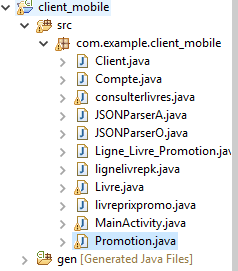 client_mobile
src
com.example.client_mobile
Client.java
Compte.java
consulterlivres.java
JSONParserA.java
JSONParserO.java
Ligne_Livre_Promotion.java
lignelivrepk.java
Livre.java
livreprixpromo.java
MainActivity.java
Promotion.java
gen [Generated Java Files]